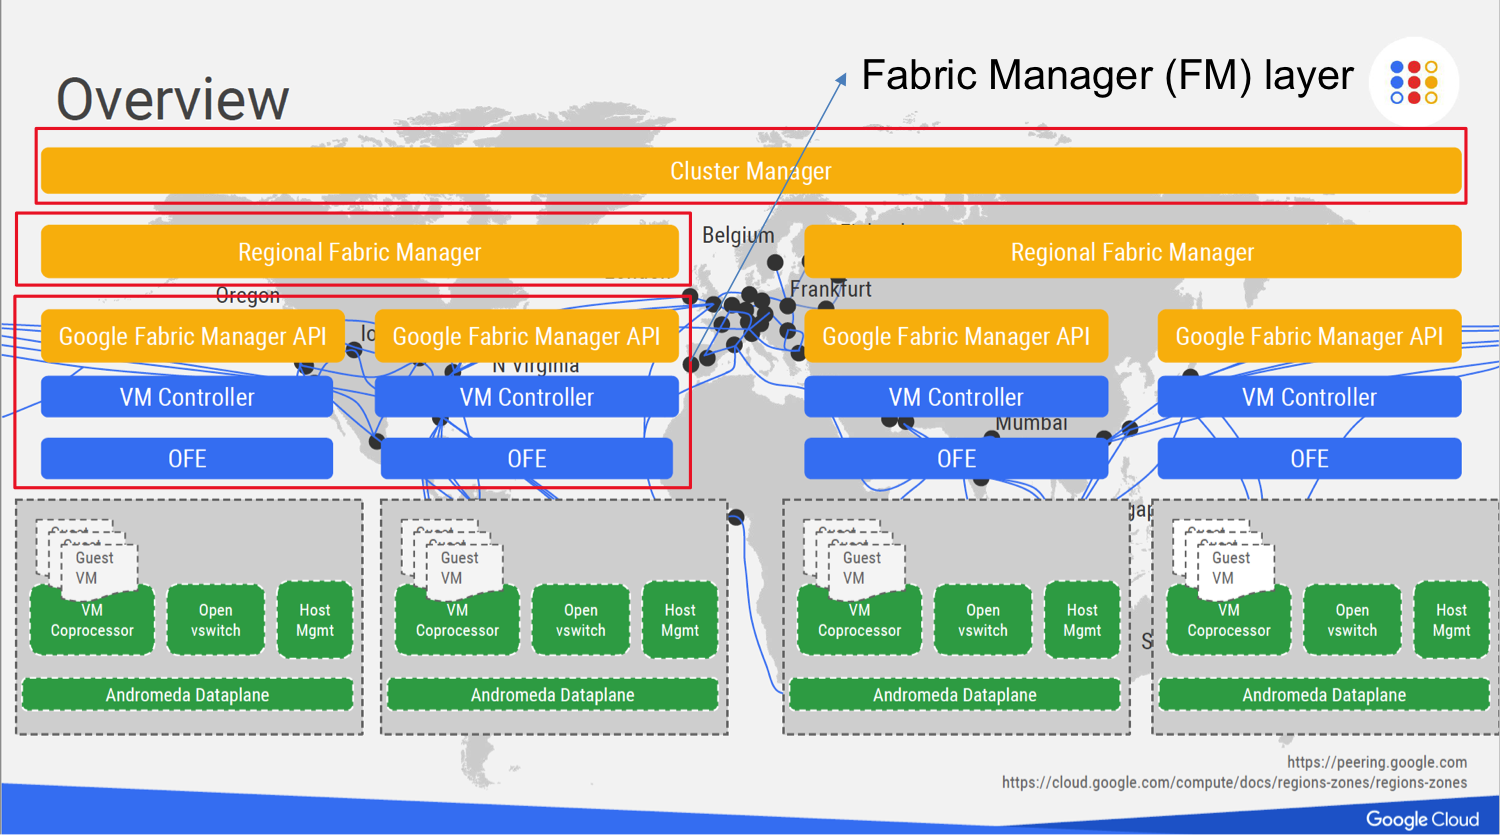 Fabric Manager (FM) layer
Overview
Cluster Manager
Regional Fabric Manager
Belgium
Regional Fabric Manager
Oregon
Frankfurt
Google Fabric Manager API
Google Fabric Manager API
Google Fabric Manager API
Google Fabric Manager API
N Virginia
VM Controller
VM Controller
VM Controller
VM Controller
Mumbai
OFE
OFE
OFE
OFE
Guest
VM
Guest
VM
Guest
VM
Guest
VM
VM
Coprocessor
Open
vswitch
Host
Mgmt
VM
Coprocessor
Open
vswitch
Host
Mgmt
VM
Coprocessor
Open
vswitch
Host
Mgmt
VM
Coprocessor
Open
vswitch
Host
Mgmt
Andromeda Dataplane
Andromeda Dataplane
Andromeda Dataplane
Andromeda Dataplane
https://peering.google.com
https://cloud.google.com/compute/docs/regions-zones/regions-zones
Google Cloud